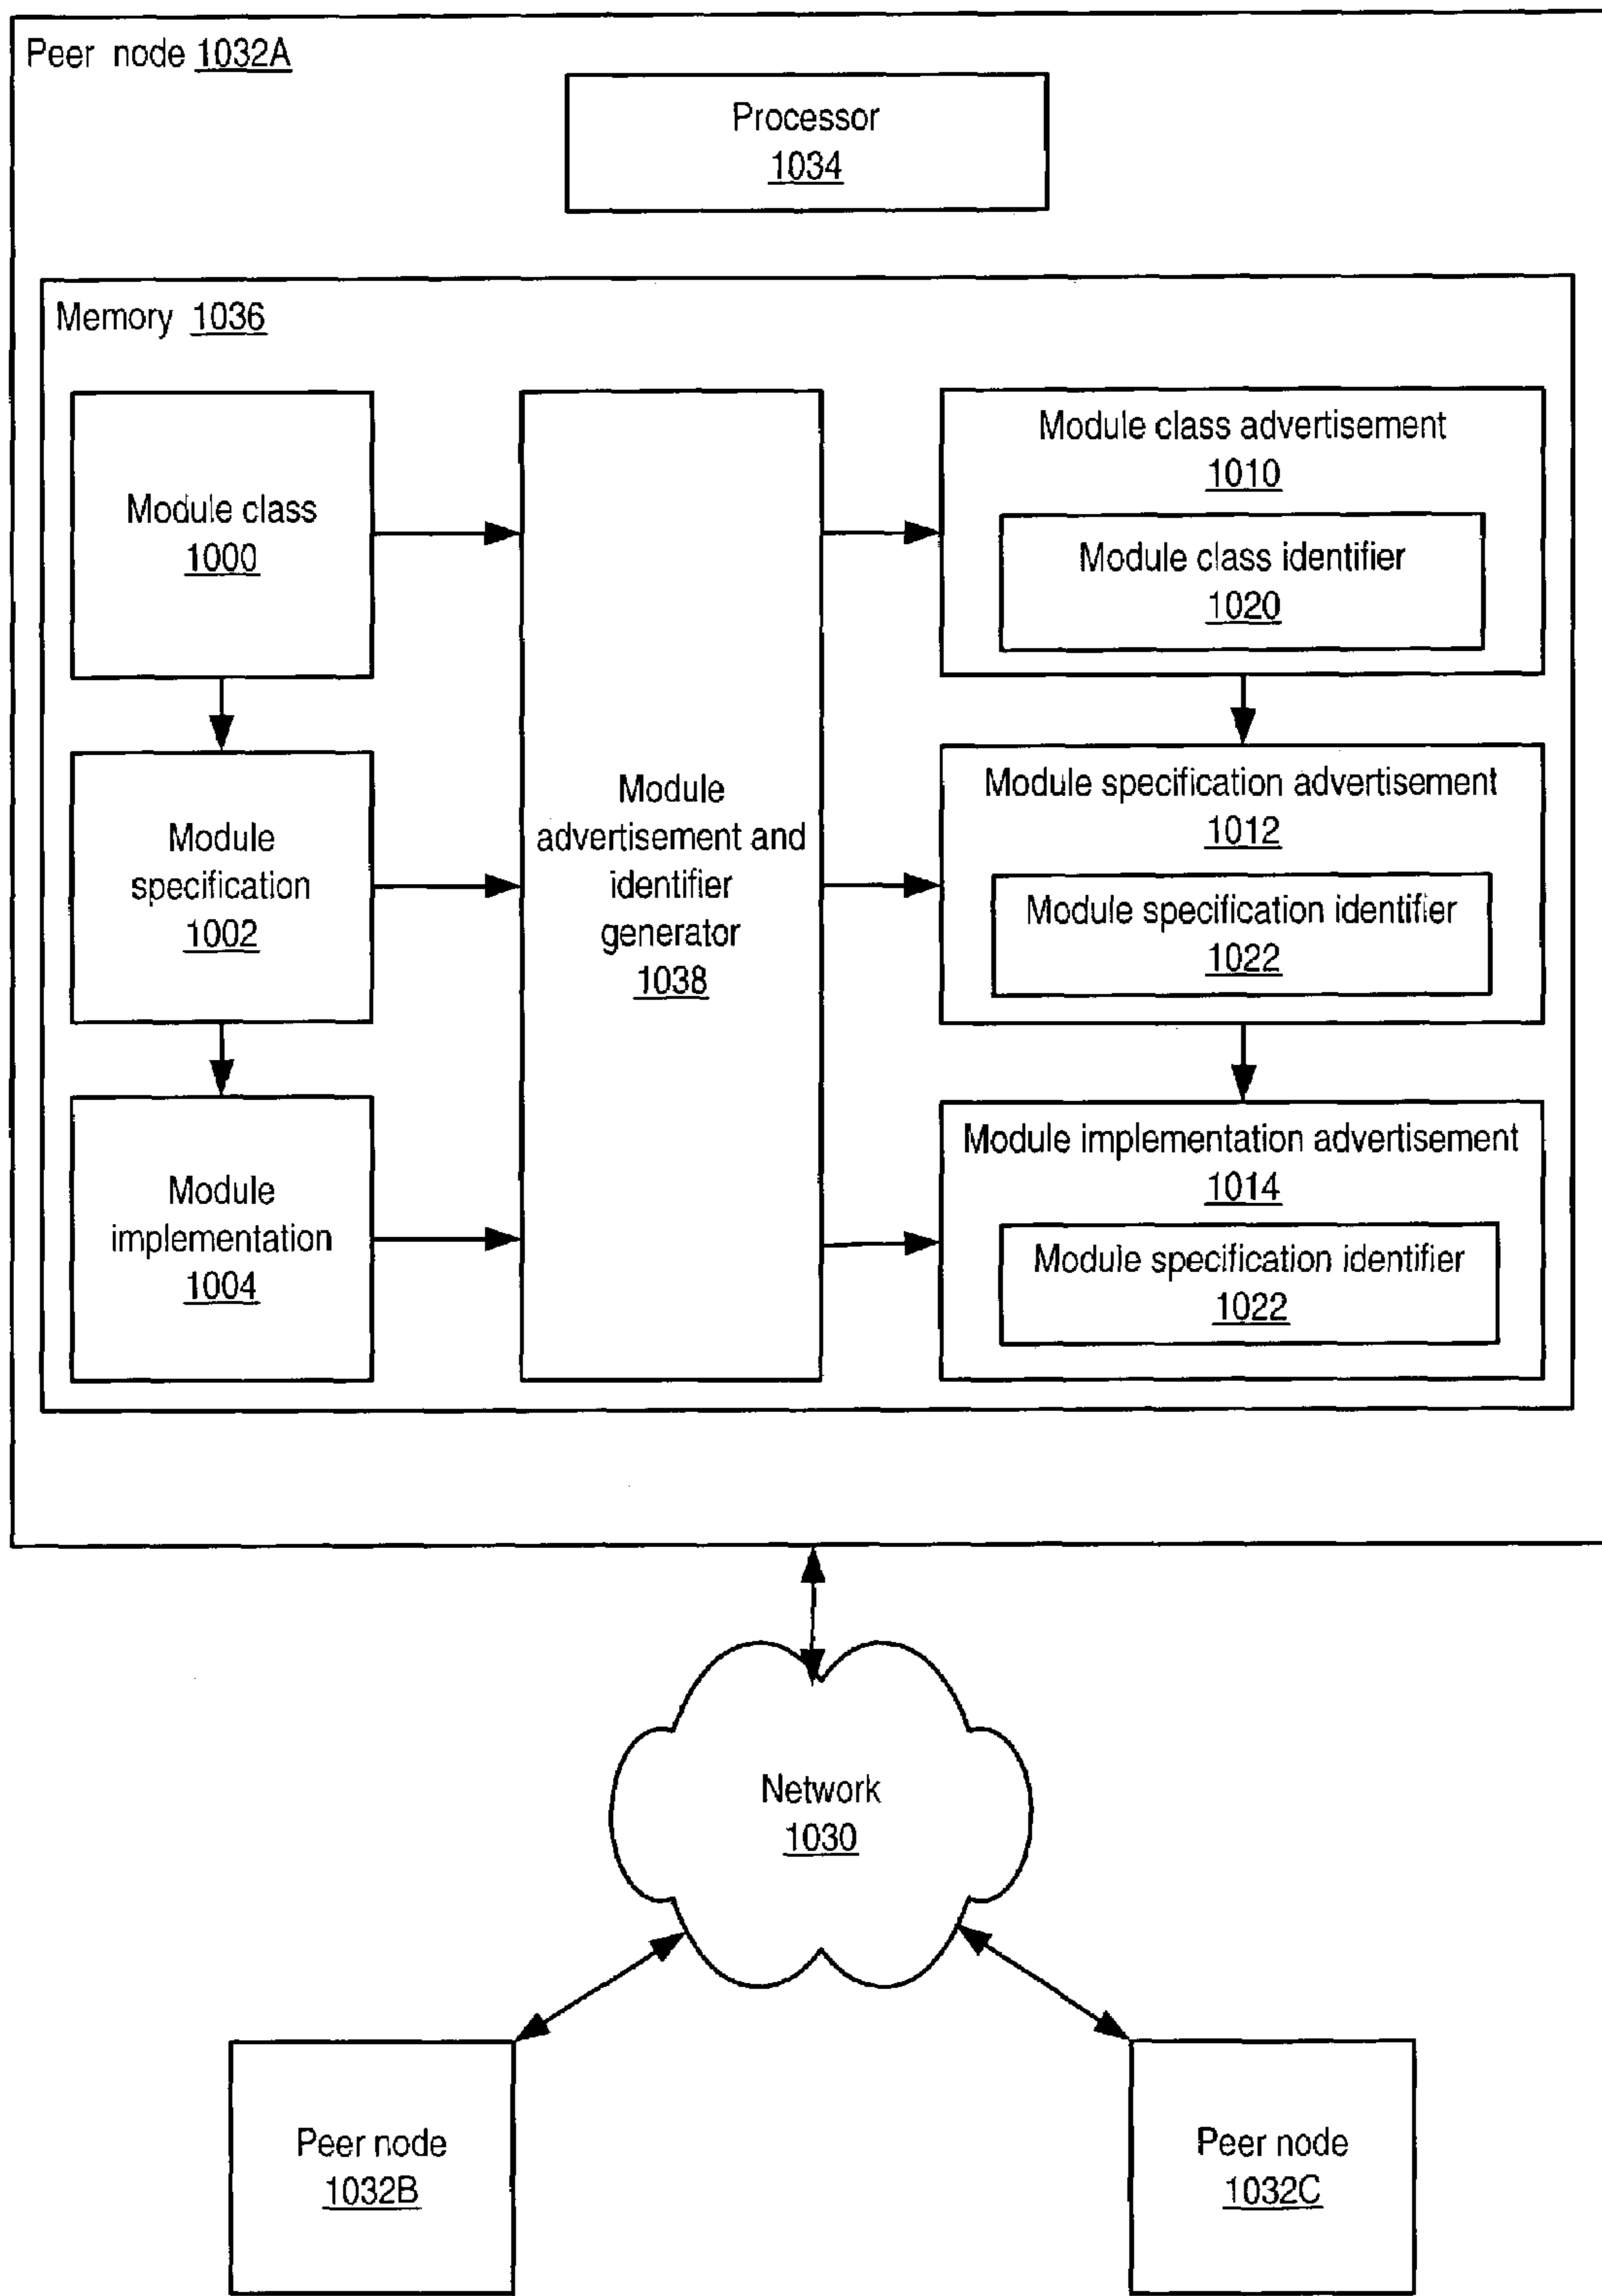 Peer node 1032A
Processor
1034
Memory 1036
Module class
1000
Module
specification
1002
Module
implementation
1004
Module
advertisement and
identifier
generator
1038
Module class advertisement
1010
Module class identifier
1020
Module specification advertisement
1012
Module specification identifier
1022
Module implementation advertisement
1014
Module specification identifier
1022
Network
1030
Peer node
1032B
Peer node
1032C